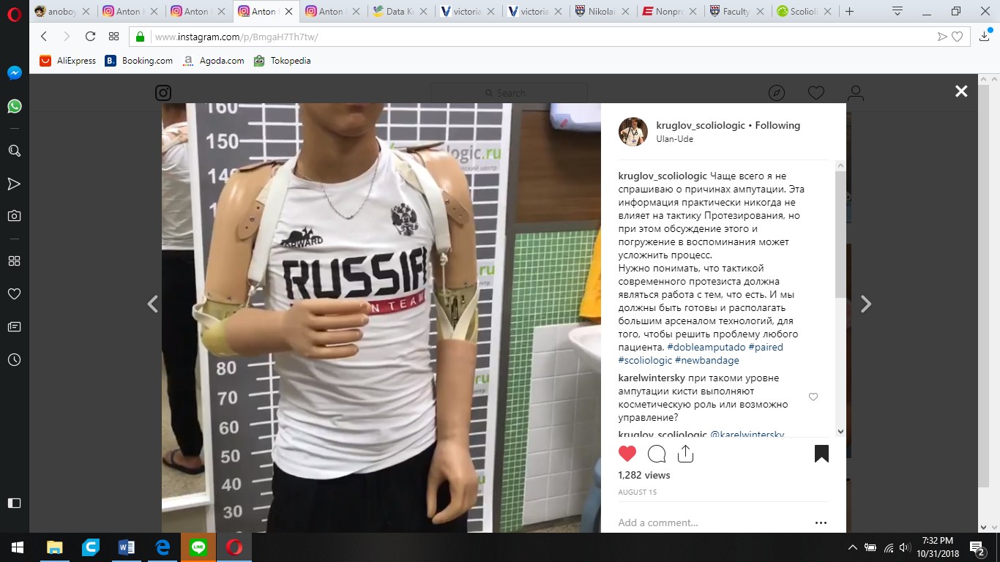 anoboy
Anton
Anton
Anton
Anton
Data Ke
victoria
victoria
Nikolai
Nonpro
Faculty
Scolioli
www.instagram.com/p/BmgaH7Th7tw/
AliExpress
Booking.com
Agoda.com
Tokopedia
Search
160
150
140
80
70
60
50
40
30
logic.ru
FORWARD
RUSSIA
N TEAM
kruglov_scoliologic • Following
Ulan-Ude
kruglov_scoliologic Чаще всего я не
спрашиваю о причинах ампутации. Эта
информация практически никогда не
влияет на тактику Протезирования, но
при этом обсуждение этого и
погружение в воспоминания может
усложнить процесс.
Нужно понимать, что тактикой
современного протезиста должна
являться работа с тем, что есть. И мы
должны быть готовы и располагать
большим арсеналом технологий, для
того, чтобы решить проблему любого
пациента. #dobleamputado #paired
#scoliologic #newbandage
karelwintersky при такоми уровне
ампутации кисти выполняют
косметическую роль или возможно
управление?
kruglov_scoliologic @karelwintersky
1,282 views
AUGUST 15
Add a comment...
7:32 PM
10/31/2018
2